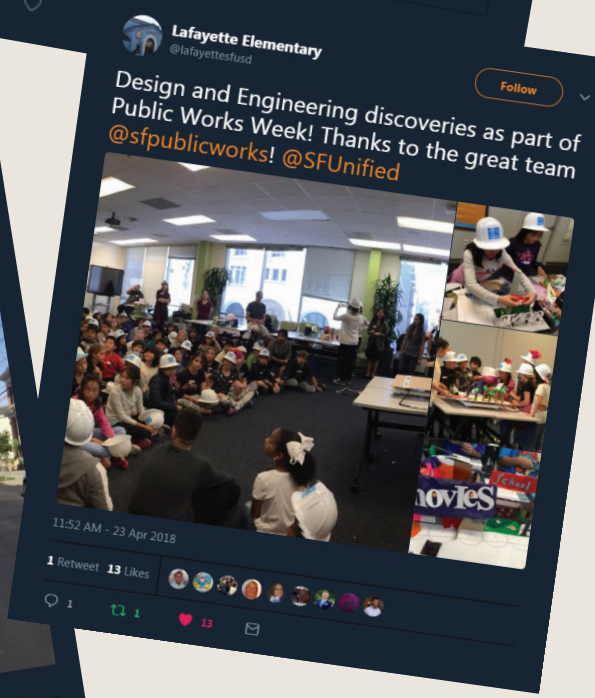 Lafayette Elementary
@lafayettesfusd
Follow
Design and Engineering discoveries as part of
Public Works Week! Thanks to the great team
@sfpublicworks! @SFUnified
School
movies
11:52 AM - 23 Apr 2018
1 Retweet 13 Likes
1 1 13